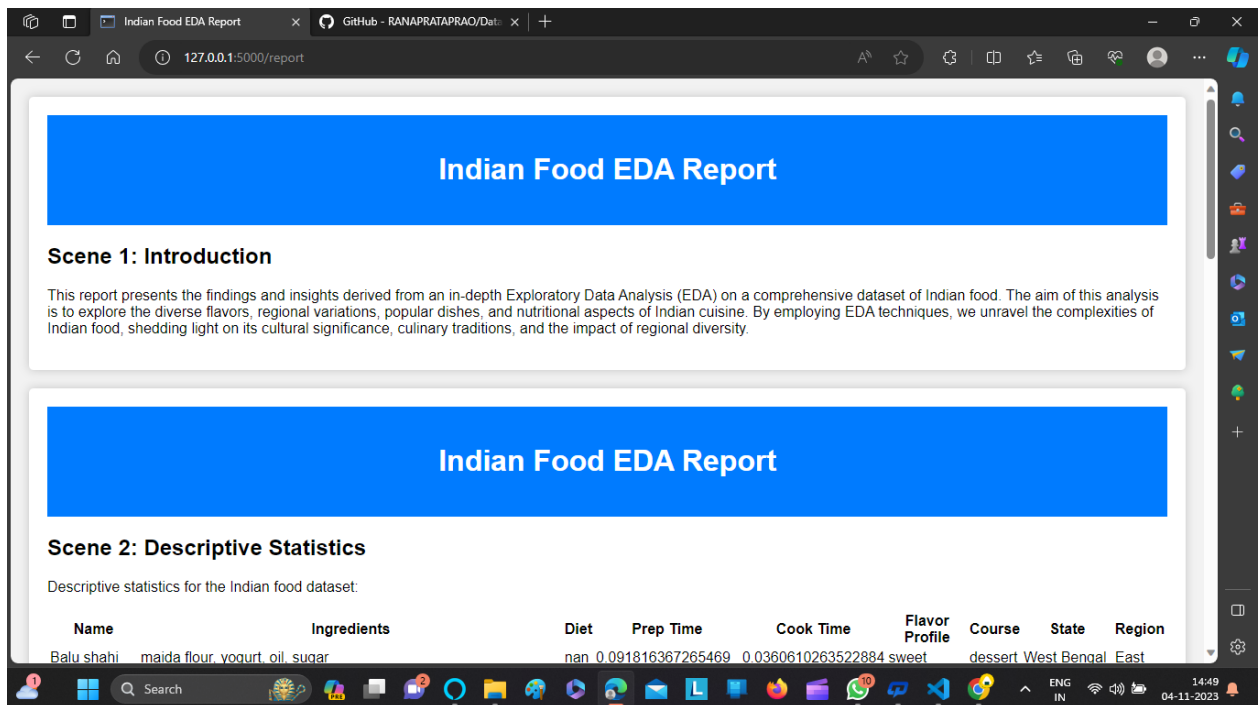 Indian Food EDA Report
GitHub - RANAPRATAPRAO/Data
127.0.0.1:5000/report
Indian Food EDA Report
Scene 1: Introduction
This report presents the findings and insights derived from an in-depth Exploratory Data Analysis (EDA) on a comprehensive dataset of Indian food. The aim of this analysis
is to explore the diverse flavors, regional variations, popular dishes, and nutritional aspects of Indian cuisine. By employing EDA techniques, we unravel the complexities of
Indian food, shedding light on its cultural significance, culinary traditions, and the impact of regional diversity.
Indian Food EDA Report
Scene 2: Descriptive Statistics
Descriptive statistics for the Indian food dataset:
Name Ingredients Diet Prep Time Cook Time Flavor Profile Course State Region
Balu shahi maida flour, yogurt, oil, sugar nan 0.091816367265469 0.0360610263522884 sweet dessert West Bengal East
1
Search
PRE
2
L
10
ENG
IN
14:49
04-11-2023